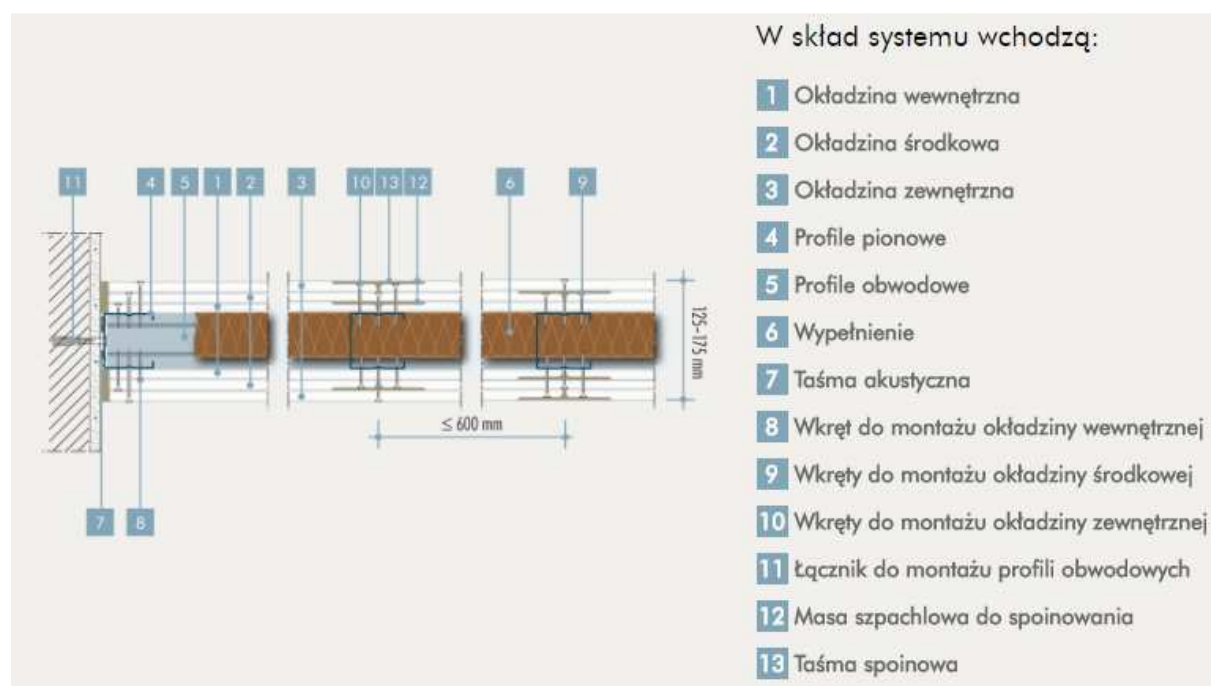 W skład systemu wchodzą:
1 Okładzina wewnętrzna
2 Okładzina środkowa
3 Okładzina zewnętrzna
4 Profile pionowe
5 Profile obwodowe
6 Wypełnienie
7 Taśma akustyczna
8 Wkręt do montażu okładziny wewnętrznej
9 Wkręty do montażu okładziny środkowej
10 Wkręty do montażu okładziny zewnętrznej
11 Łącznik do montażu profili obwodowych
12 Masa szpachlowa do spoinowania
13 Taśma spoinowa
11 4 5 1 2 3 10 13 12 6 9
125-175 mm
≤ 600 mm
7 8